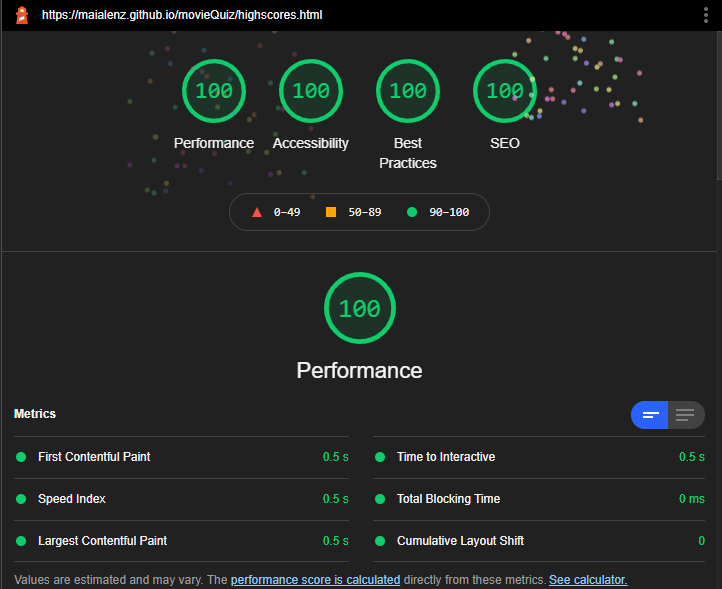 https://maialenz.github.io/movieQuiz/highscores.html
100 100 100 100
Performance Accessibility Best Practices SEO
0–49 50–89 90–100
100
Performance
Metrics
First Contentful Paint 0.5 s
Time to Interactive 0.5 s
Speed Index 0.5 s
Total Blocking Time 0 ms
Largest Contentful Paint 0.5 s
Cumulative Layout Shift 0
Values are estimated and may vary. The performance score is calculated directly from these metrics. See calculator.